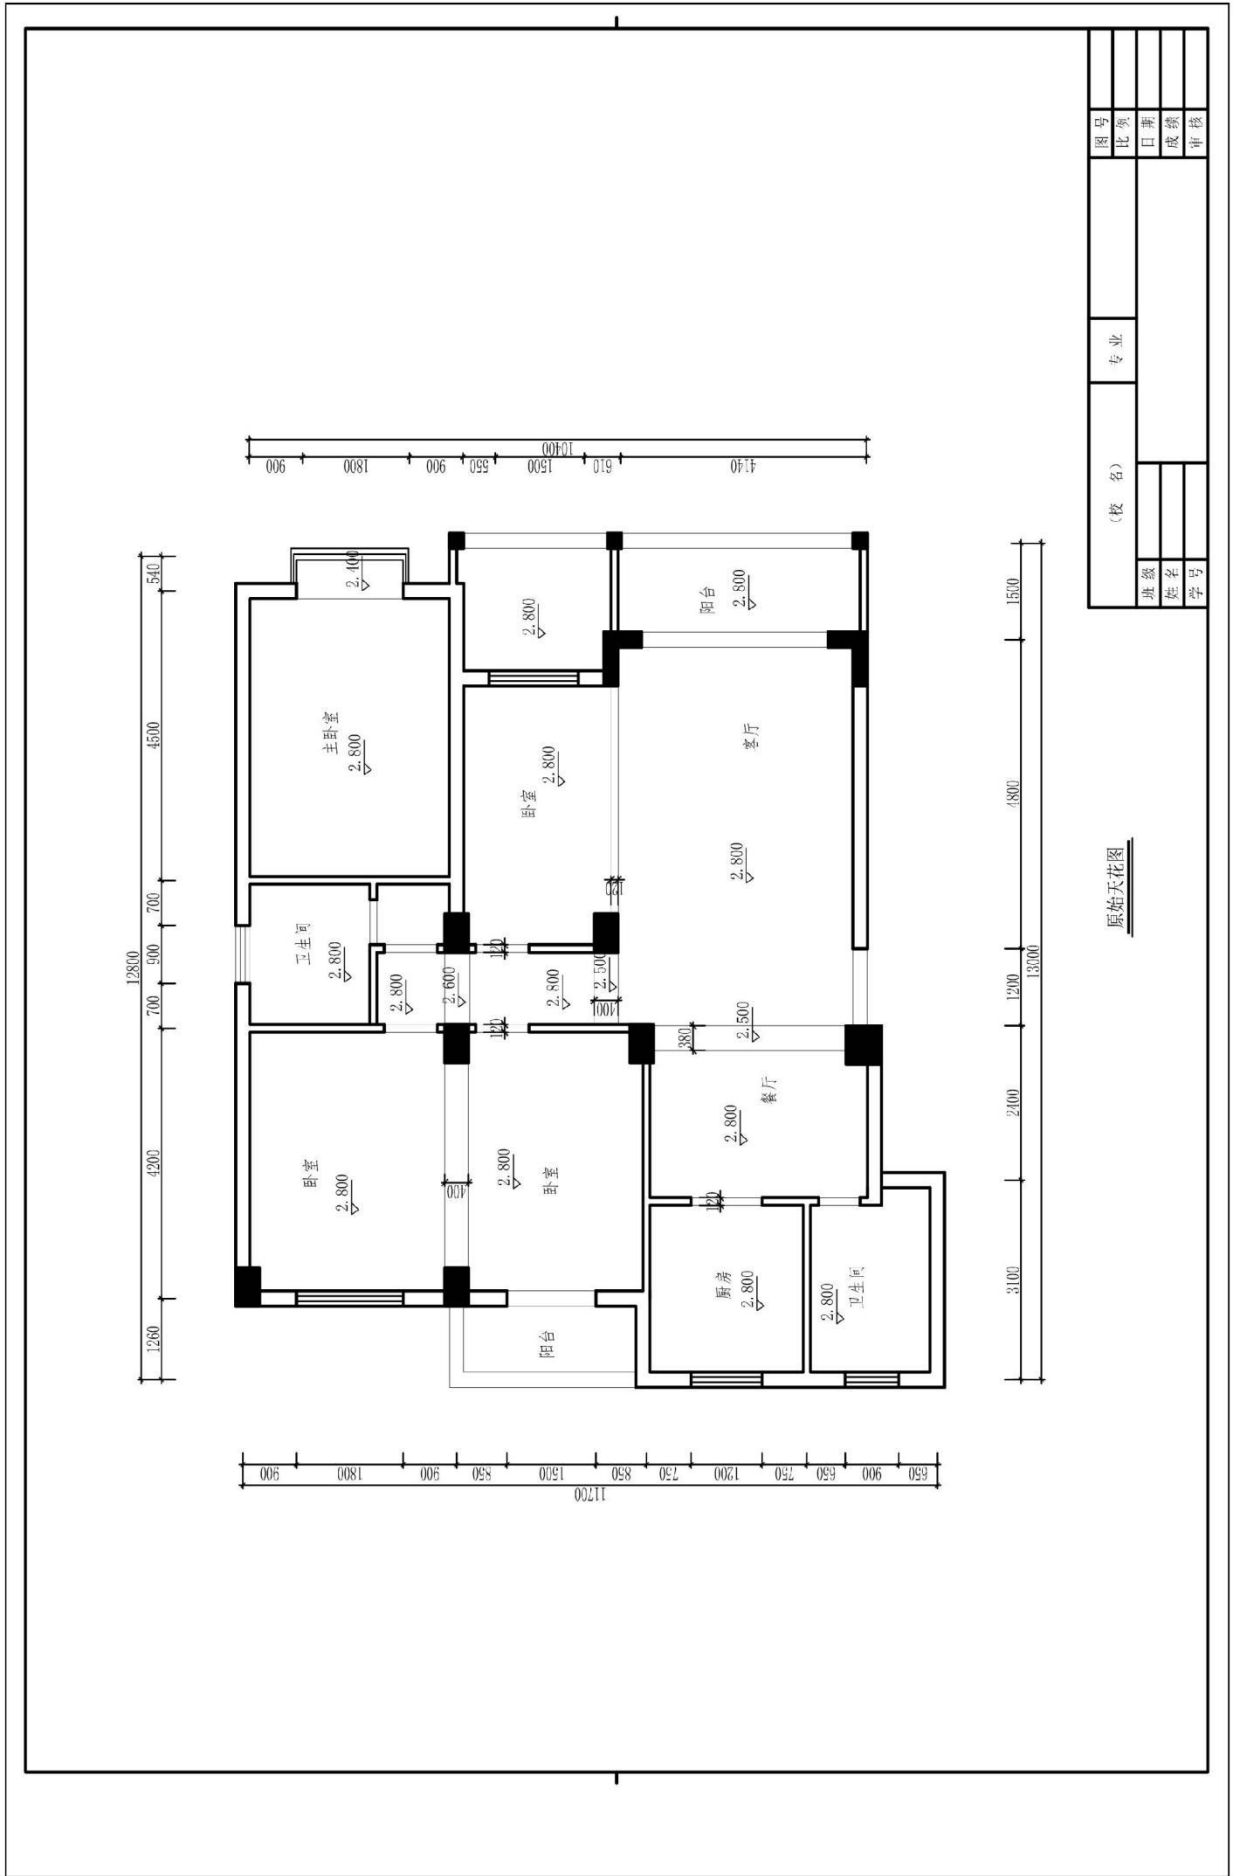 图 号
比 例
日 期
成 绩
审 核
专 业
(校 名)
班 级
姓 名
学 号
10400
900
1800
900
550
1500
610
4140
12800
540
4500
700
900
700
4200
1260
2.400
主卧室
2.800
2.800
阳台
2.800
卧室
2.800
客厅
2.800
120
卫生间
2.800
2.800
2.600
120
2.800
2.500
400
120
380
2.500
餐厅
2.800
卧室
2.800
400
2.800
卧室
120
厨房
2.800
2.800
卫生间
阳台
1500
4800
1200
2400
3100
13000
900
1800
900
850
1500
850
750
1200
750
650
900
650
11700
原始天花图